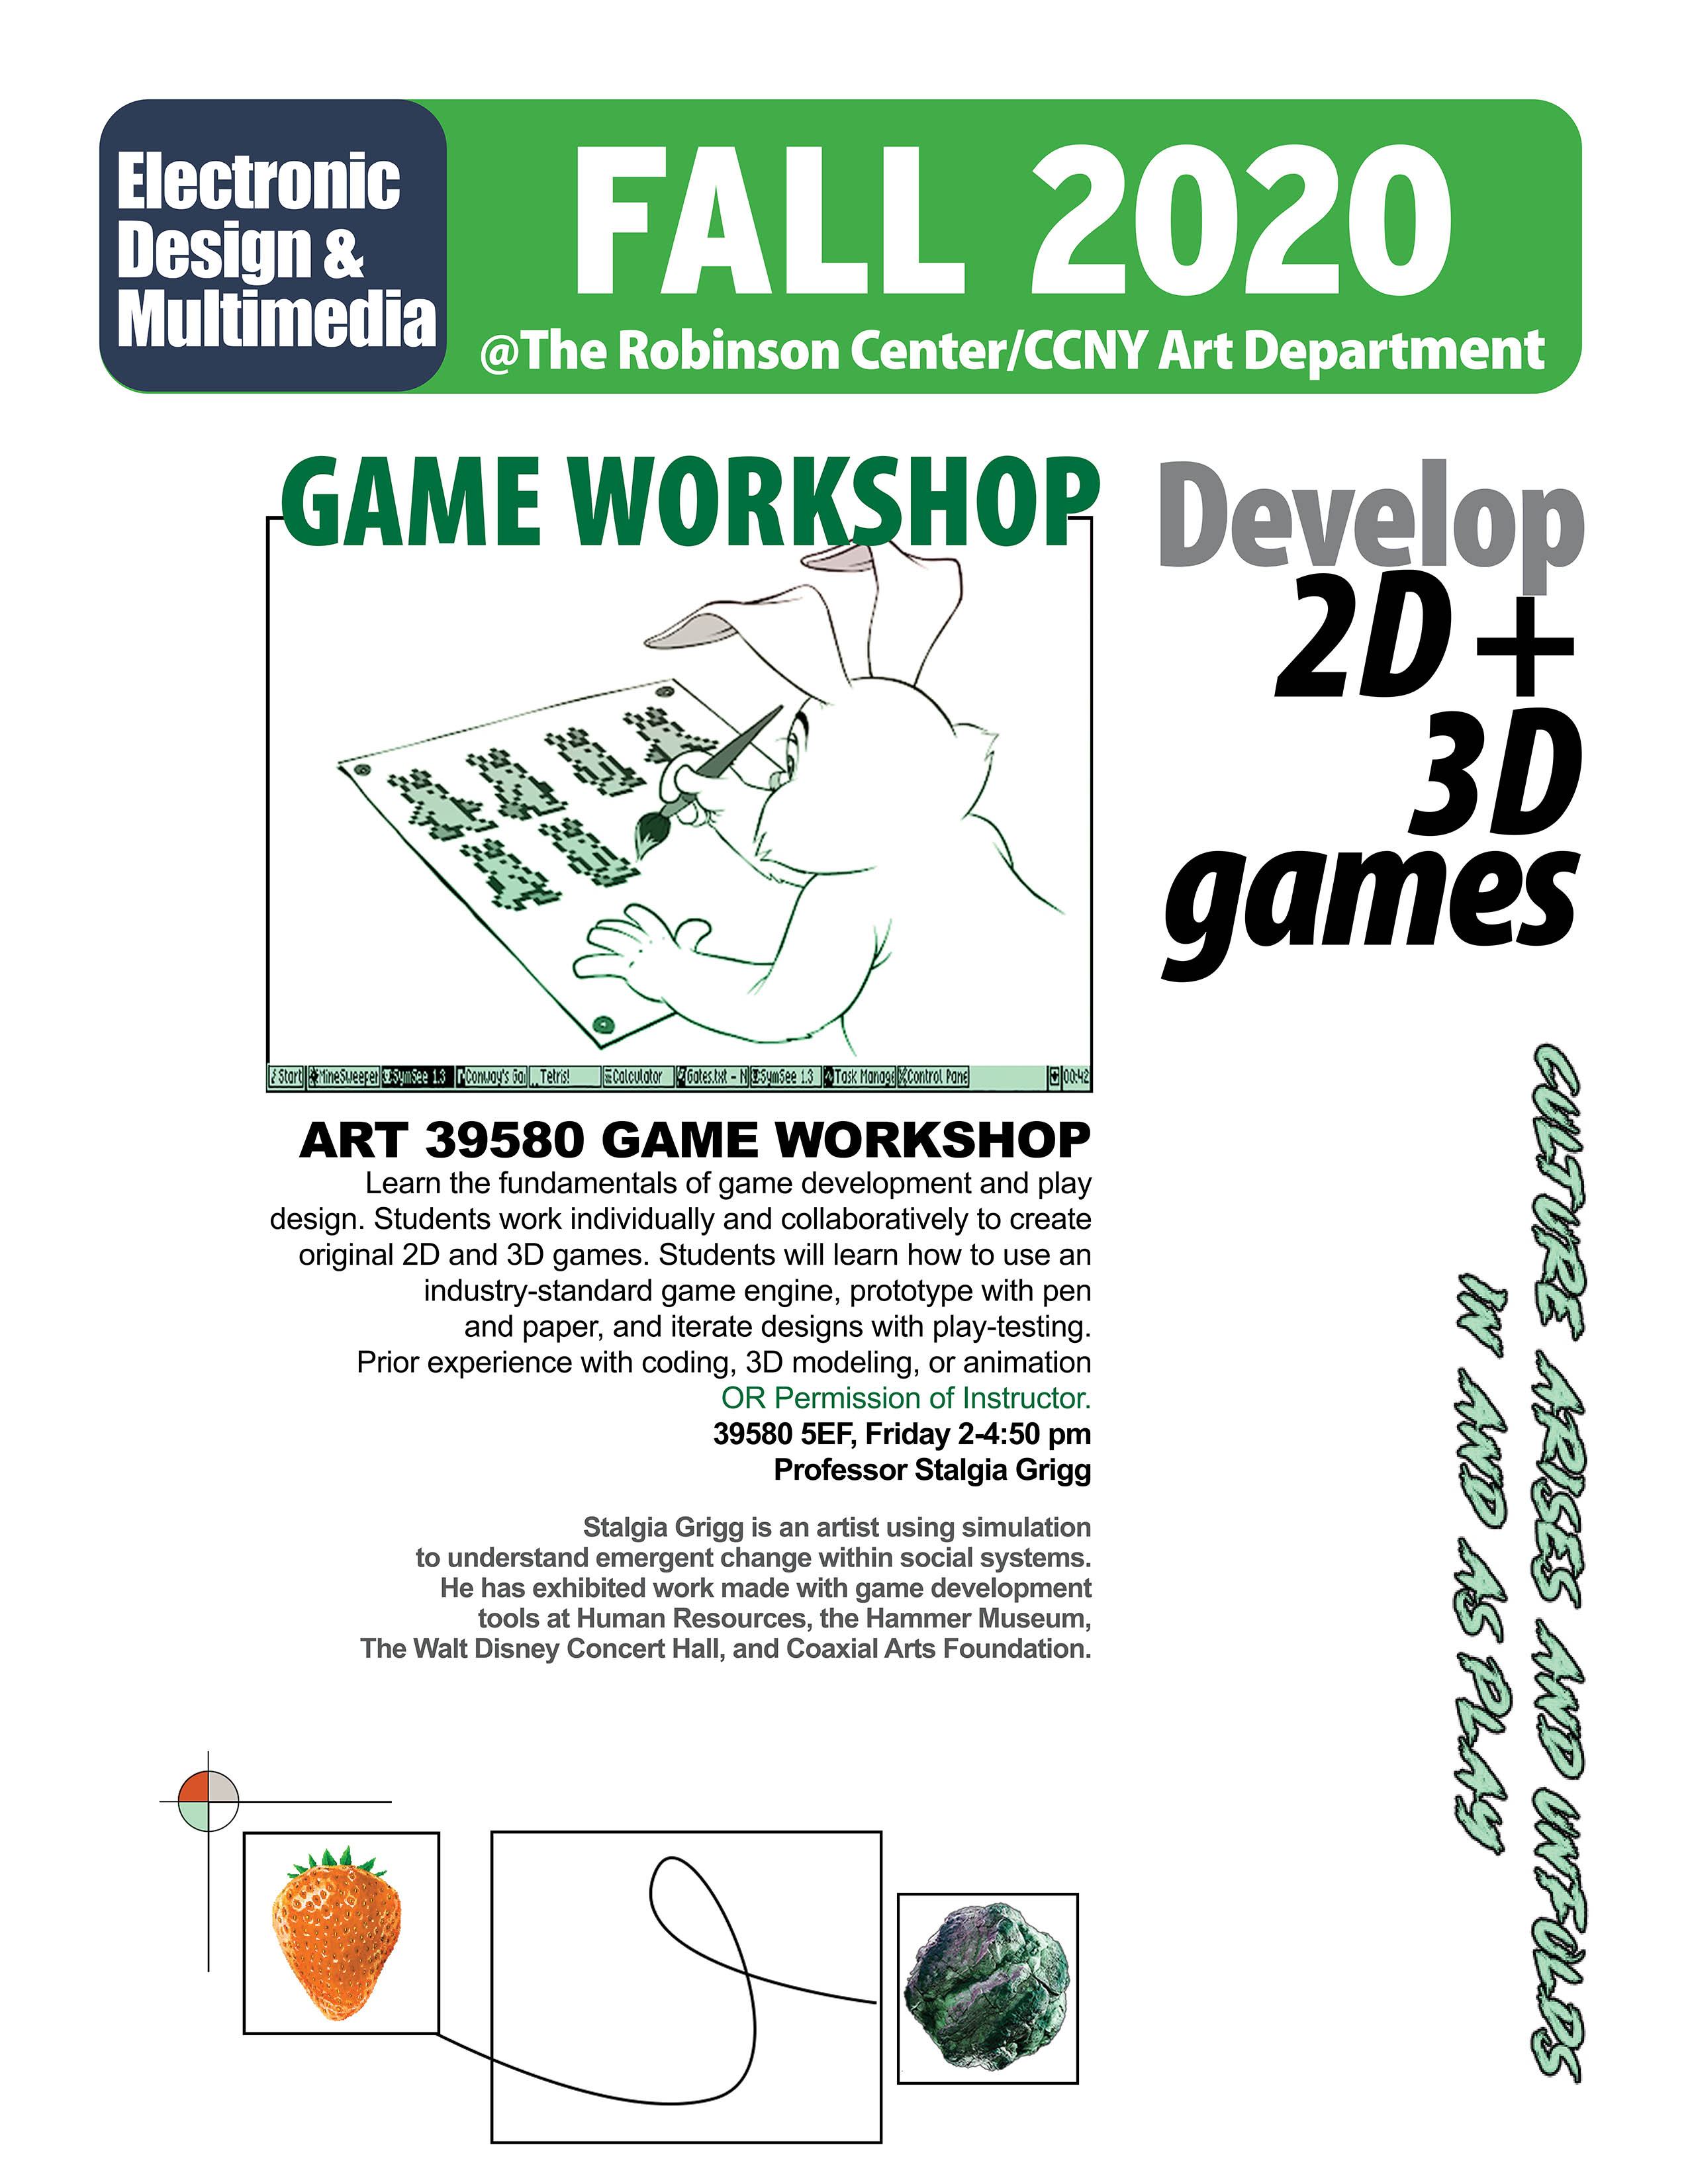 Electronic
Design &
Multimedia
FALL 2020
@The Robinson Center/CCNY Art Department
GAME WORKSHOP
Develop
2D +
3D
games
Start
MineSweeper
SymSee 1.3
Conway's Ga
Tetris!
Calculator
Gates.txt - N
SymSee 1.3
Task Manage
Control Pane
00:42
ART 39580 GAME WORKSHOP
Learn the fundamentals of game development and play
design. Students work individually and collaboratively to create
original 2D and 3D games. Students will learn how to use an
industry-standard game engine, prototype with pen
and paper, and iterate designs with play-testing.
Prior experience with coding, 3D modeling, or animation
OR Permission of Instructor.
39580 5EF, Friday 2-4:50 pm
Professor Stalgia Grigg
Stalgia Grigg is an artist using simulation
to understand emergent change within social systems.
He has exhibited work made with game development
tools at Human Resources, the Hammer Museum,
The Walt Disney Concert Hall, and Coaxial Arts Foundation.
CULTURE ARISES AND UNFOLDS
IN AND AS PLAY